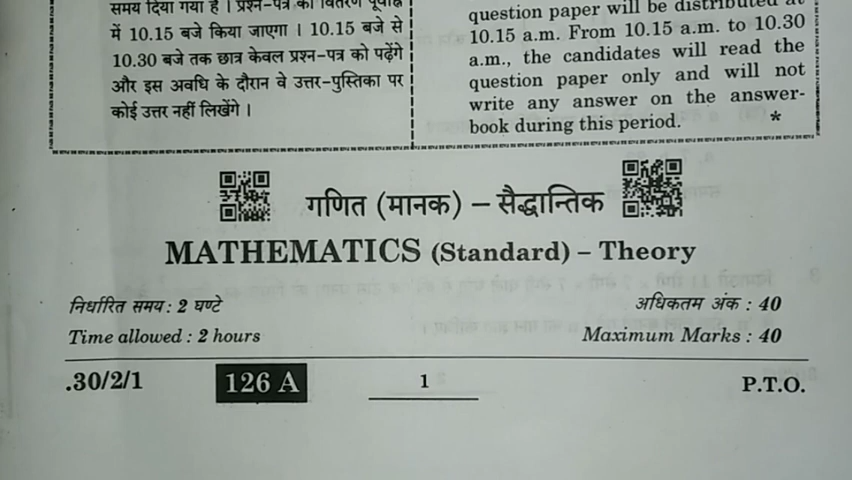 समय दिया गया है । प्रश्न-पत्र का वितरण पूर्वाह्न
में 10.15 बजे किया जाएगा । 10.15 बजे से
10.30 बजे तक छात्र केवल प्रश्न-पत्र को पढ़ेंगे
और इस अवधि के दौरान वे उत्तर-पुस्तिका पर
कोई उत्तर नहीं लिखेंगे ।
question paper will be distributed at
10.15 a.m. From 10.15 a.m. to 10.30
a.m., the candidates will read the
question paper only and will not
write any answer on the answer-
book during this period. *
गणित (मानक) – सैद्धान्तिक
MATHEMATICS (Standard) – Theory
निर्धारित समय : 2 घण्टे
अधिकतम अंक : 40
Time allowed : 2 hours
Maximum Marks : 40
.30/2/1 126 A 1 P.T.O.